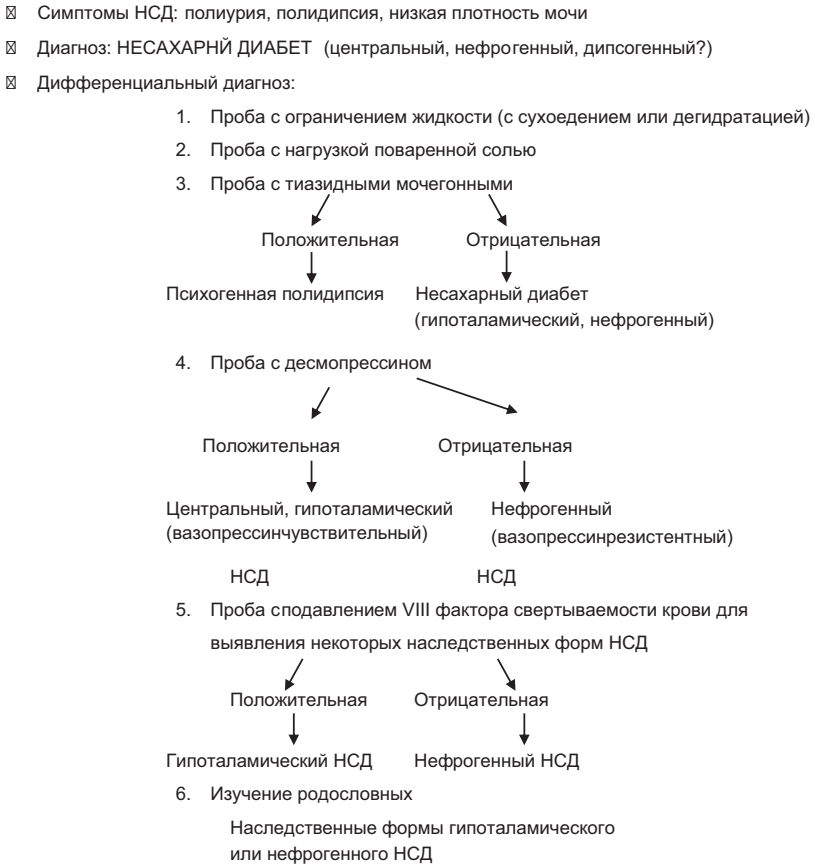 Симптомы НСД: полиурия, полидипсия, низкая плотность мочи
Диагноз: НЕСАХАРНЙ ДИАБЕТ (центральный, нефрогенный, дипсогенный?)
Дифференциальный диагноз:
1. Проба с ограничением жидкости (с сухоедением или дегидратацией)
2. Проба с нагрузкой поваренной солью
3. Проба с тиазидными мочегонными
Положительная Отрицательная
Психогенная полидипсия Несахарный диабет
(гипоталамический, нефрогенный)
4. Проба с десмопрессином
Положительная Отрицательная
Центральный, гипоталамический Нефрогенный
(вазопрессинчувствительный) (вазопрессинрезистентный)
НСД НСД
5. Проба сподавлением VIII фактора свертываемости крови для
выявления некоторых наследственных форм НСД
Положительная Отрицательная
Гипоталамический НСД Нефрогенный НСД
6. Изучение родословных
Наследственные формы гипоталамического
или нефрогенного НСД